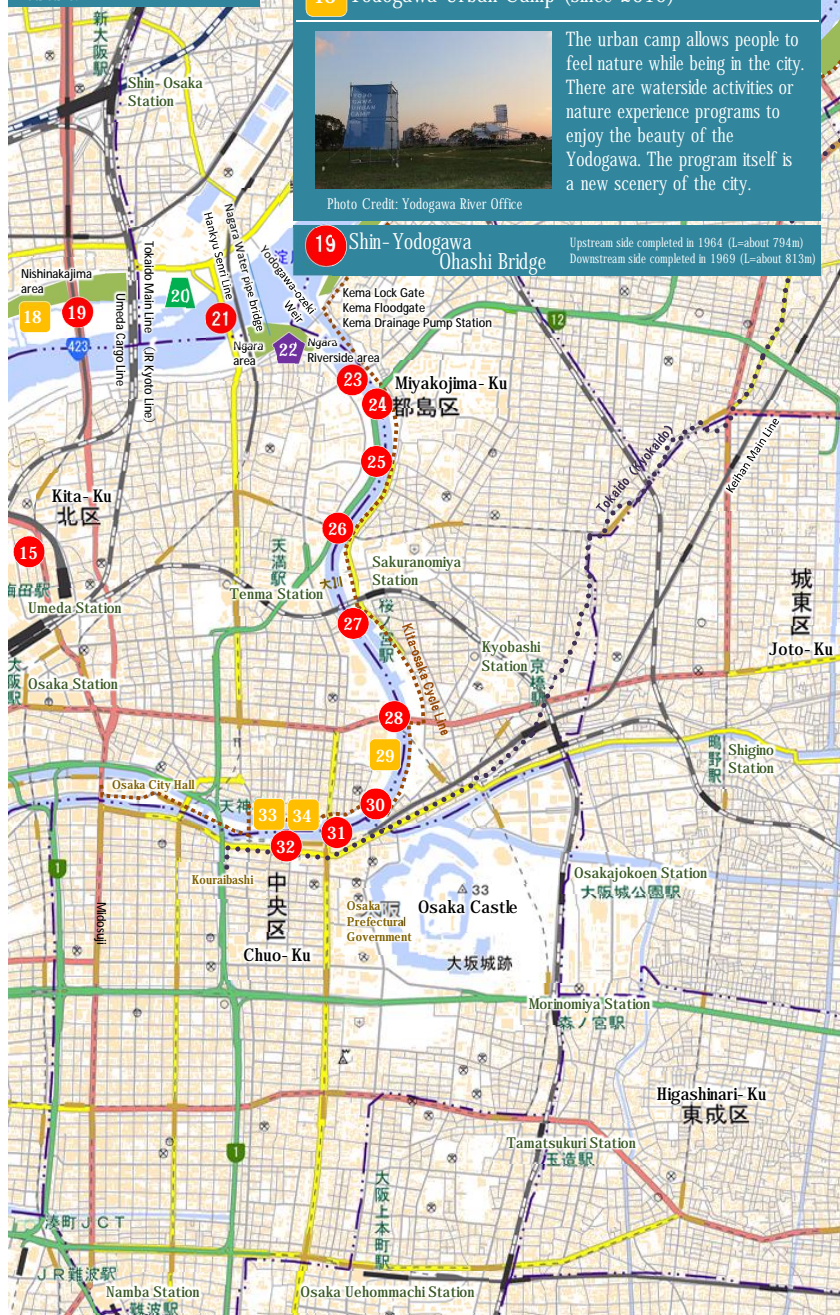 Yodogawa Urban Camp (since 2018)
The urban camp allows people to
feel nature while being in the city.
There are waterside activities or
nature experience programs to
enjoy the beauty of the
Yodogawa. The program itself is
a new scenery of the city.
Photo Credit: Yodogawa River Office
19
Shin-Yodogawa
Ohashi Bridge
Upstream side completed in 1964 (L=about 794m)
Downstream side completed in 1969 (L=about 813m)
新大阪駅
Shin-Osaka
Station
Hankyu Senri Line
Nagara Water pipe bridge
Yodogawa-ozeki
Weir
Tokaido Main Line (JR Kyoto Line)
Umeda Cargo Line
Nishinakajima
area
18
19
20
21
22
423
Ngara
area
Ngara
Riverside area
Kema Lock Gate
Kema Floodgate
Kema Drainage Pump Station
12
23
24
Miyakojima-Ku
都島区
25
26
Tokaido (Kyokaido)
Keihan Main Line
Kita-Ku
北区
15
梅田駅
Umeda Station
天満駅
Tenma Station
大川
Sakuranomiya
Station
桜ノ宮駅
27
Kita-osaka Cycle Line
Kyobashi
Station
京橋駅
城東区
Joto-Ku
大阪駅
Osaka Station
28
29
30
31
32
33
34
鴫野駅
Shigino
Station
Osaka City Hall
天神
1
Kouraibashi
中央区
Chuo-Ku
Midosuji
Osaka
Prefectural
Government
33
Osaka Castle
大坂城跡
Osakajokoen Station
大阪城公園駅
Morinomiya Station
森ノ宮駅
Higashinari-Ku
東成区
Tamatsukuri Station
玉造駅
1
大阪上本町駅
湊町JCT
JR難波駅
Namba Station
難波駅
Osaka Uehommachi Station